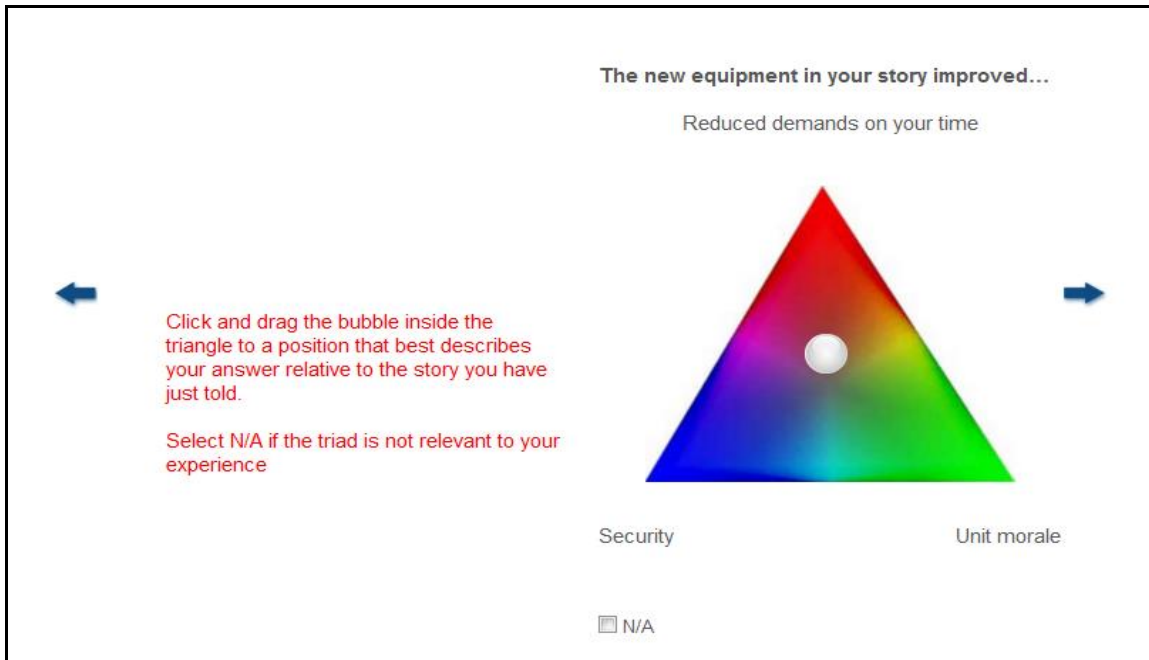 The new equipment in your story improved...
Reduced demands on your time
Click and drag the bubble inside the
triangle to a position that best describes
your answer relative to the story you have
just told.
Select N/A if the triad is not relevant to your
experience
Security
Unit morale
N/A